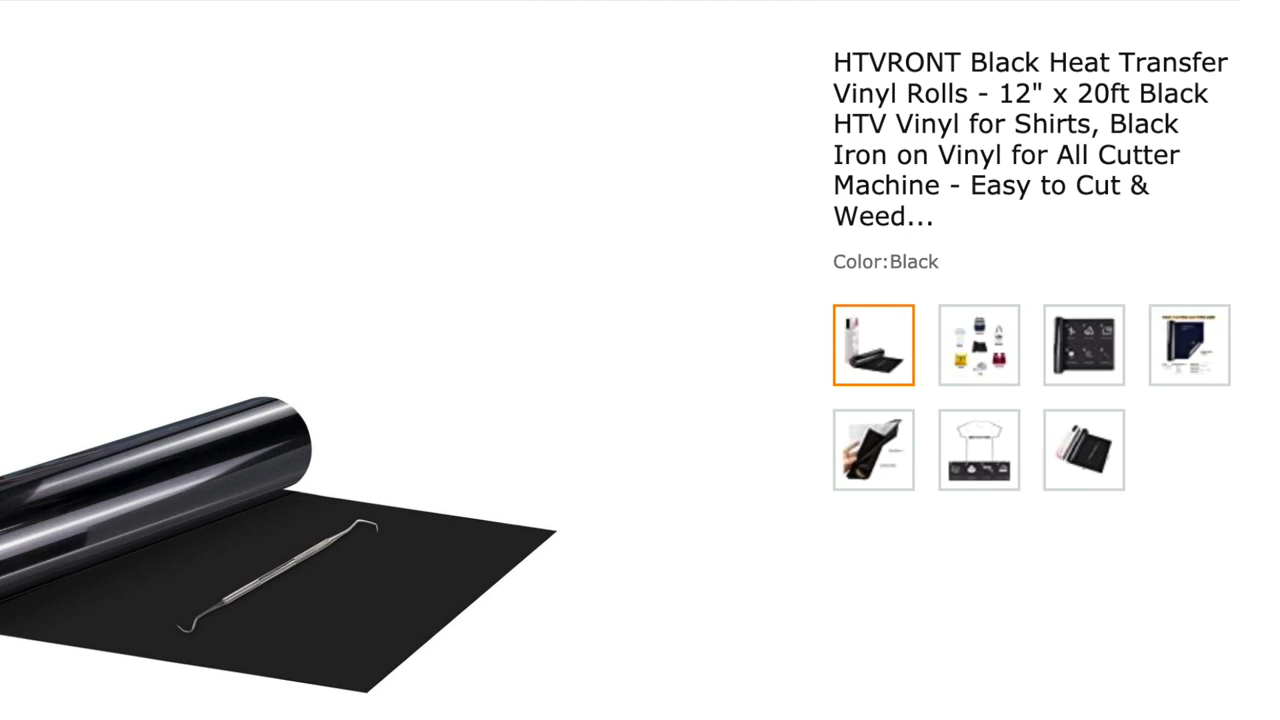 HTVRONT Black Heat Transfer
Vinyl Rolls - 12" x 20ft Black
HTV Vinyl for Shirts, Black
Iron on Vinyl for All Cutter
Machine - Easy to Cut &
Weed...
Color:Black